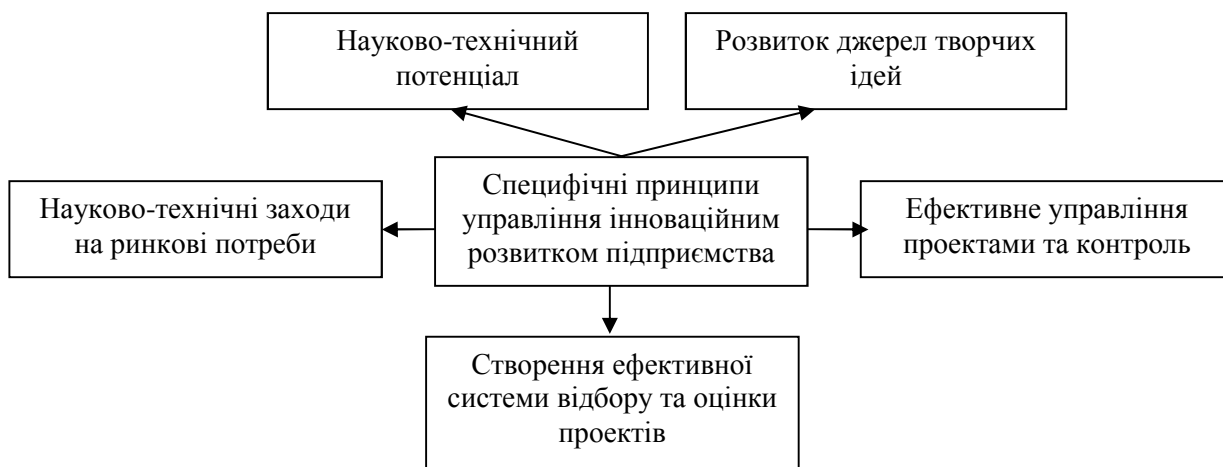 Науково-технічний
потенціал
Розвиток джерел творчих
ідей
Науково-технічні заходи
на ринкові потреби
Специфічні принципи
управління інноваційним
розвитком підприємства
Ефективне управління
проектами та контроль
Створення ефективної
системи відбору та оцінки
проектів